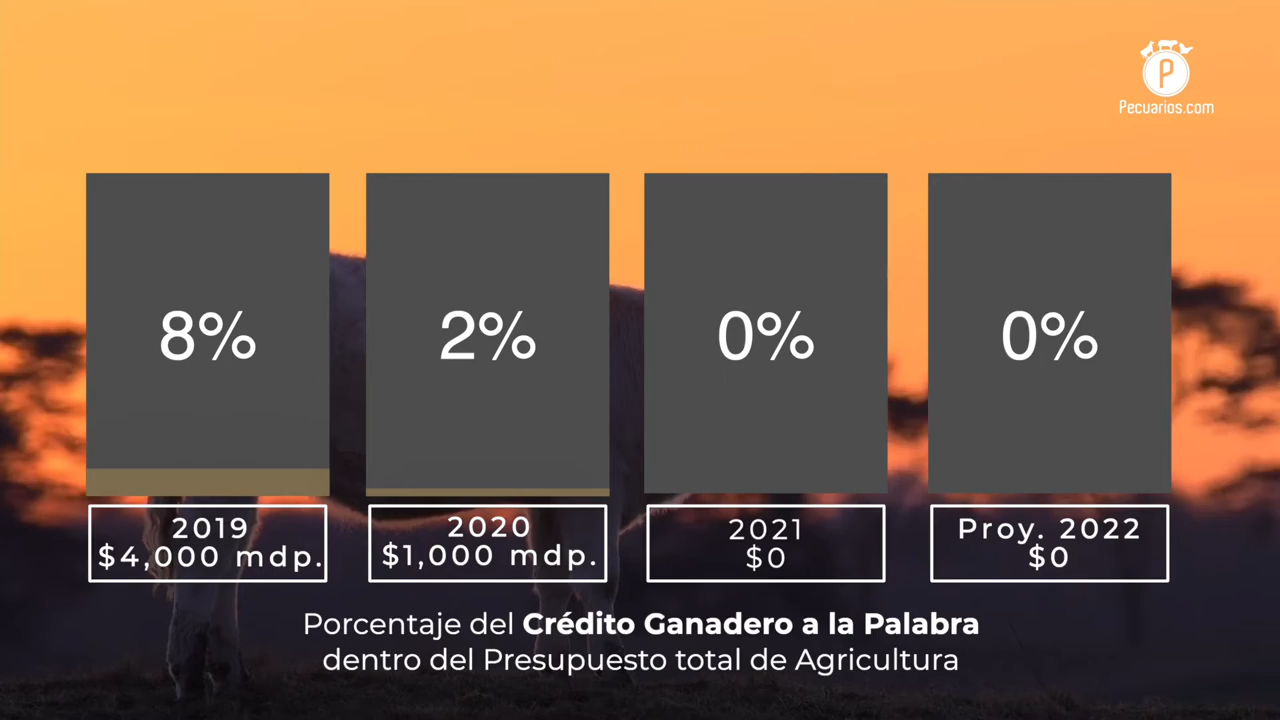 P
Pecuarios.com
8%
2%
0%
0%
2019
$4,000 mdp.
2020
$1,000 mdp.
2021
$0
Proy. 2022
$0
Porcentaje del Crédito Ganadero a la Palabra
dentro del Presupuesto total de Agricultura